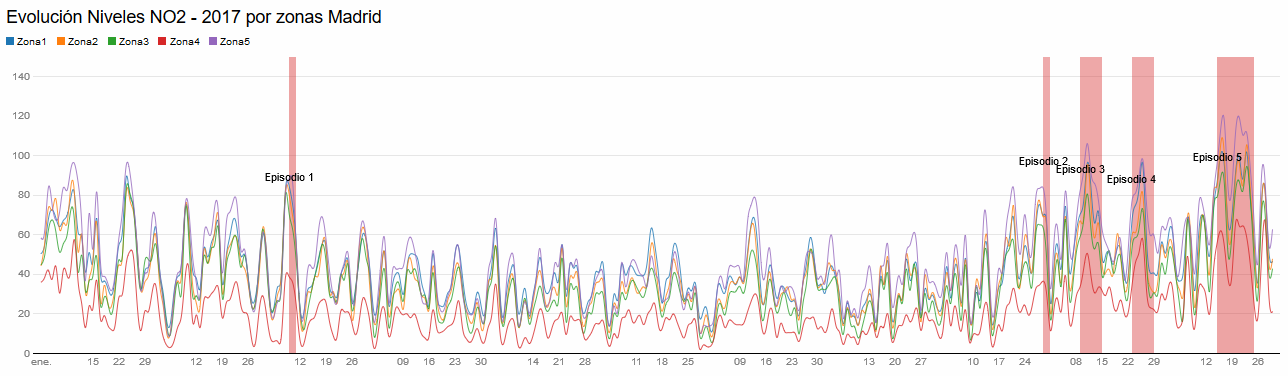 Evolución Niveles NO2 - 2017 por zonas Madrid
Zona1 Zona2 Zona3 Zona4 Zona5
140
120
100
80
60
40
20
0
Episodio 1
Episodio 2
Episodio 3
Episodio 4
Episodio 5
ene. 15 22 29 12 19 26 12 19 26 09 16 23 30 14 21 28 11 18 25 09 16 23 30 13 20 27 10 17 24 08 15 22 29 12 19 26